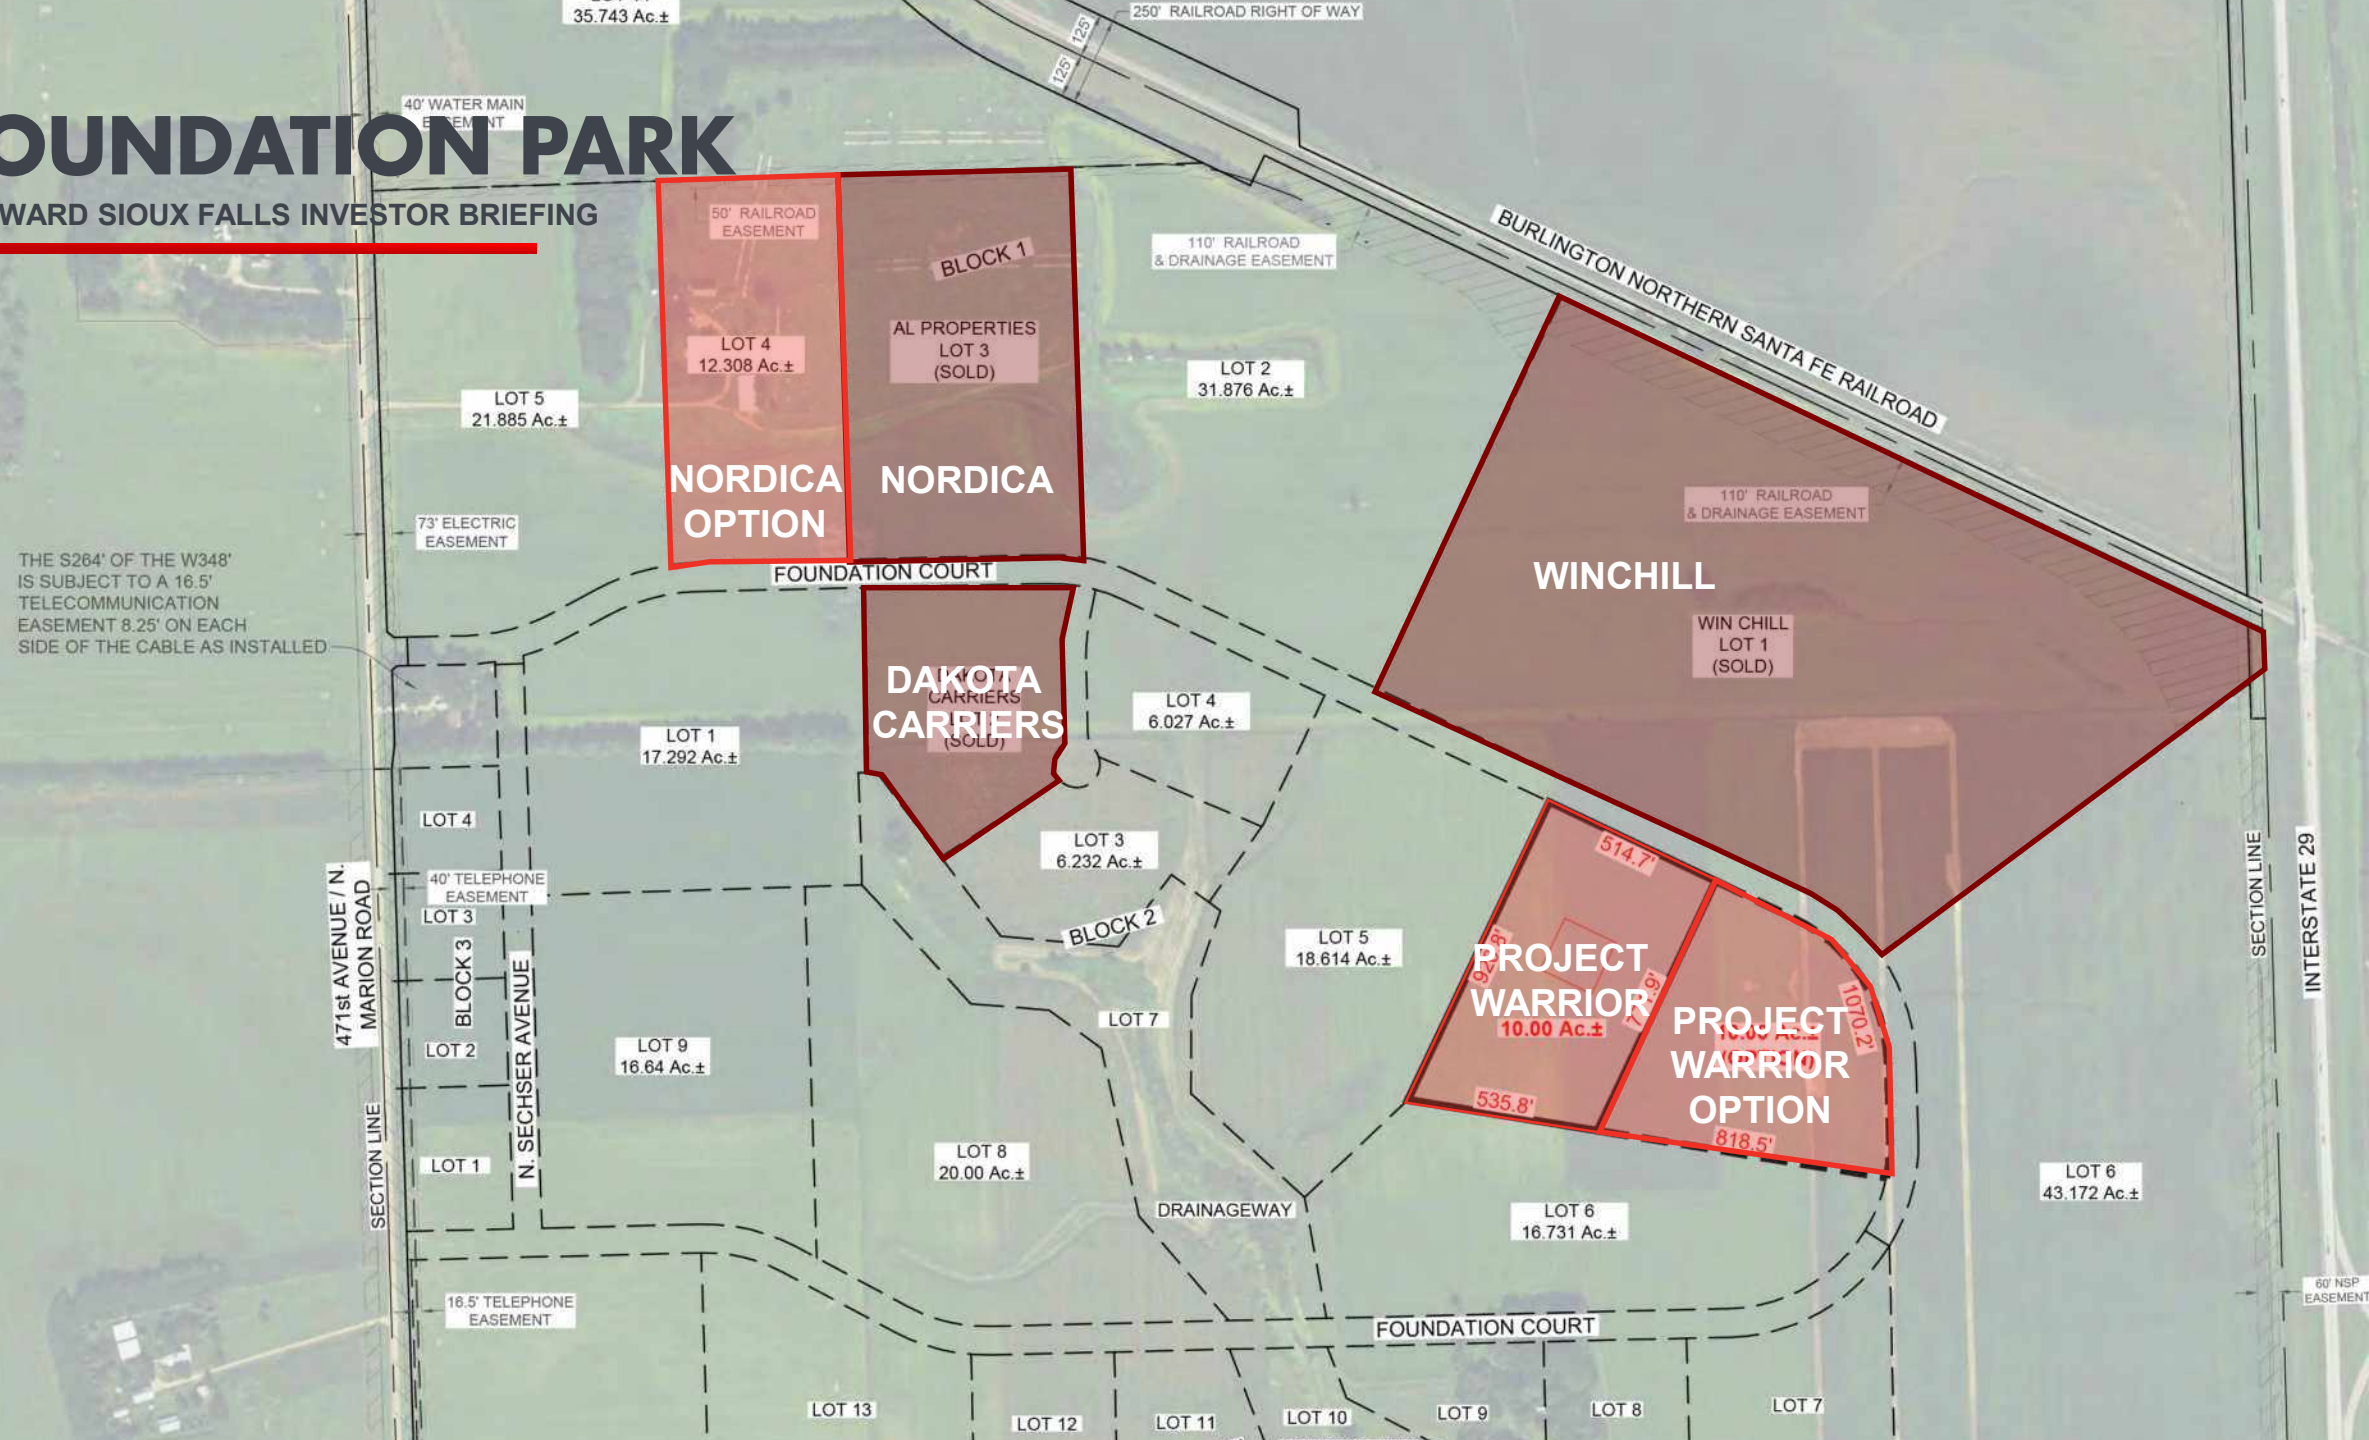 35.743 Ac.±
250' RAILROAD RIGHT OF WAY
125'
125'
40' WATER MAIN
EASEMENT
OUNDATION PARK
WARD SIOUX FALLS INVESTOR BRIEFING
50' RAILROAD
EASEMENT
BLOCK 1
110' RAILROAD
& DRAINAGE EASEMENT
BURLINGTON NORTHERN SANTA FE RAILROAD
LOT 4
12.308 Ac.±
AL PROPERTIES
LOT 3
(SOLD)
LOT 2
31.876 Ac.±
LOT 5
21.885 Ac.±
NORDICA
OPTION
NORDICA
110' RAILROAD
& DRAINAGE EASEMENT
73' ELECTRIC
EASEMENT
THE S264' OF THE W348'
IS SUBJECT TO A 16.5'
TELECOMMUNICATION
EASEMENT 8.25' ON EACH
SIDE OF THE CABLE AS INSTALLED
FOUNDATION COURT
WINCHILL
WIN CHILL
LOT 1
(SOLD)
DAKOTA
CARRIERS
DAKOTA
CARRIERS
(SOLD)
LOT 4
6.027 Ac.±
LOT 1
17.292 Ac.±
LOT 4
LOT 3
6.232 Ac.±
514.7'
40' TELEPHONE
EASEMENT
LOT 3
471st AVENUE / N.
MARION ROAD
BLOCK 3
N. SECHSER AVENUE
BLOCK 2
LOT 5
18.614 Ac.±
SECTION LINE
INTERSTATE 29
PROJECT
WARRIOR
10.00 Ac.±
PROJECT
WARRIOR
OPTION
1070.2'
LOT 7
LOT 2
LOT 9
16.64 Ac.±
535.8'
818.5'
SECTION LINE
LOT 1
LOT 8
20.00 Ac.±
LOT 6
43.172 Ac.±
DRAINAGEWAY
LOT 6
16.731 Ac.±
16.5' TELEPHONE
EASEMENT
60' NSP
EASEMENT
FOUNDATION COURT
LOT 13
LOT 12
LOT 11
LOT 10
LOT 9
LOT 8
LOT 7